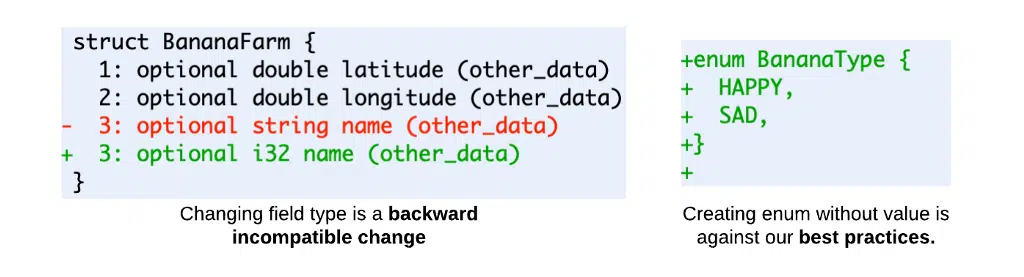 struct BananaFarm {
1: optional double latitude (other_data)
2: optional double longitude (other_data)
- 3: optional string name (other_data)
+ 3: optional i32 name (other_data)
}
Changing field type is a backward
incompatible change
+enum BananaType {
+ HAPPY,
+ SAD,
+}
+
Creating enum without value is
against our best practices.